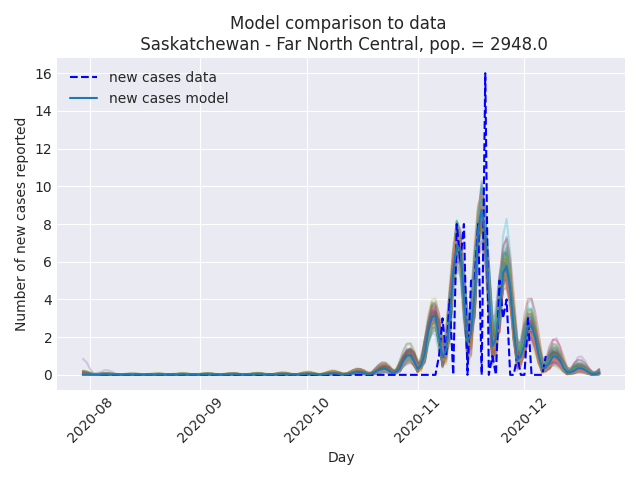 Model comparison to data
Saskatchewan - Far North Central, pop. = 2948.0
new cases data
new cases model
Number of new cases reported
16
14
12
10
8
6
4
2
0
2020-08
2020-09
2020-10
2020-11
2020-12
Day